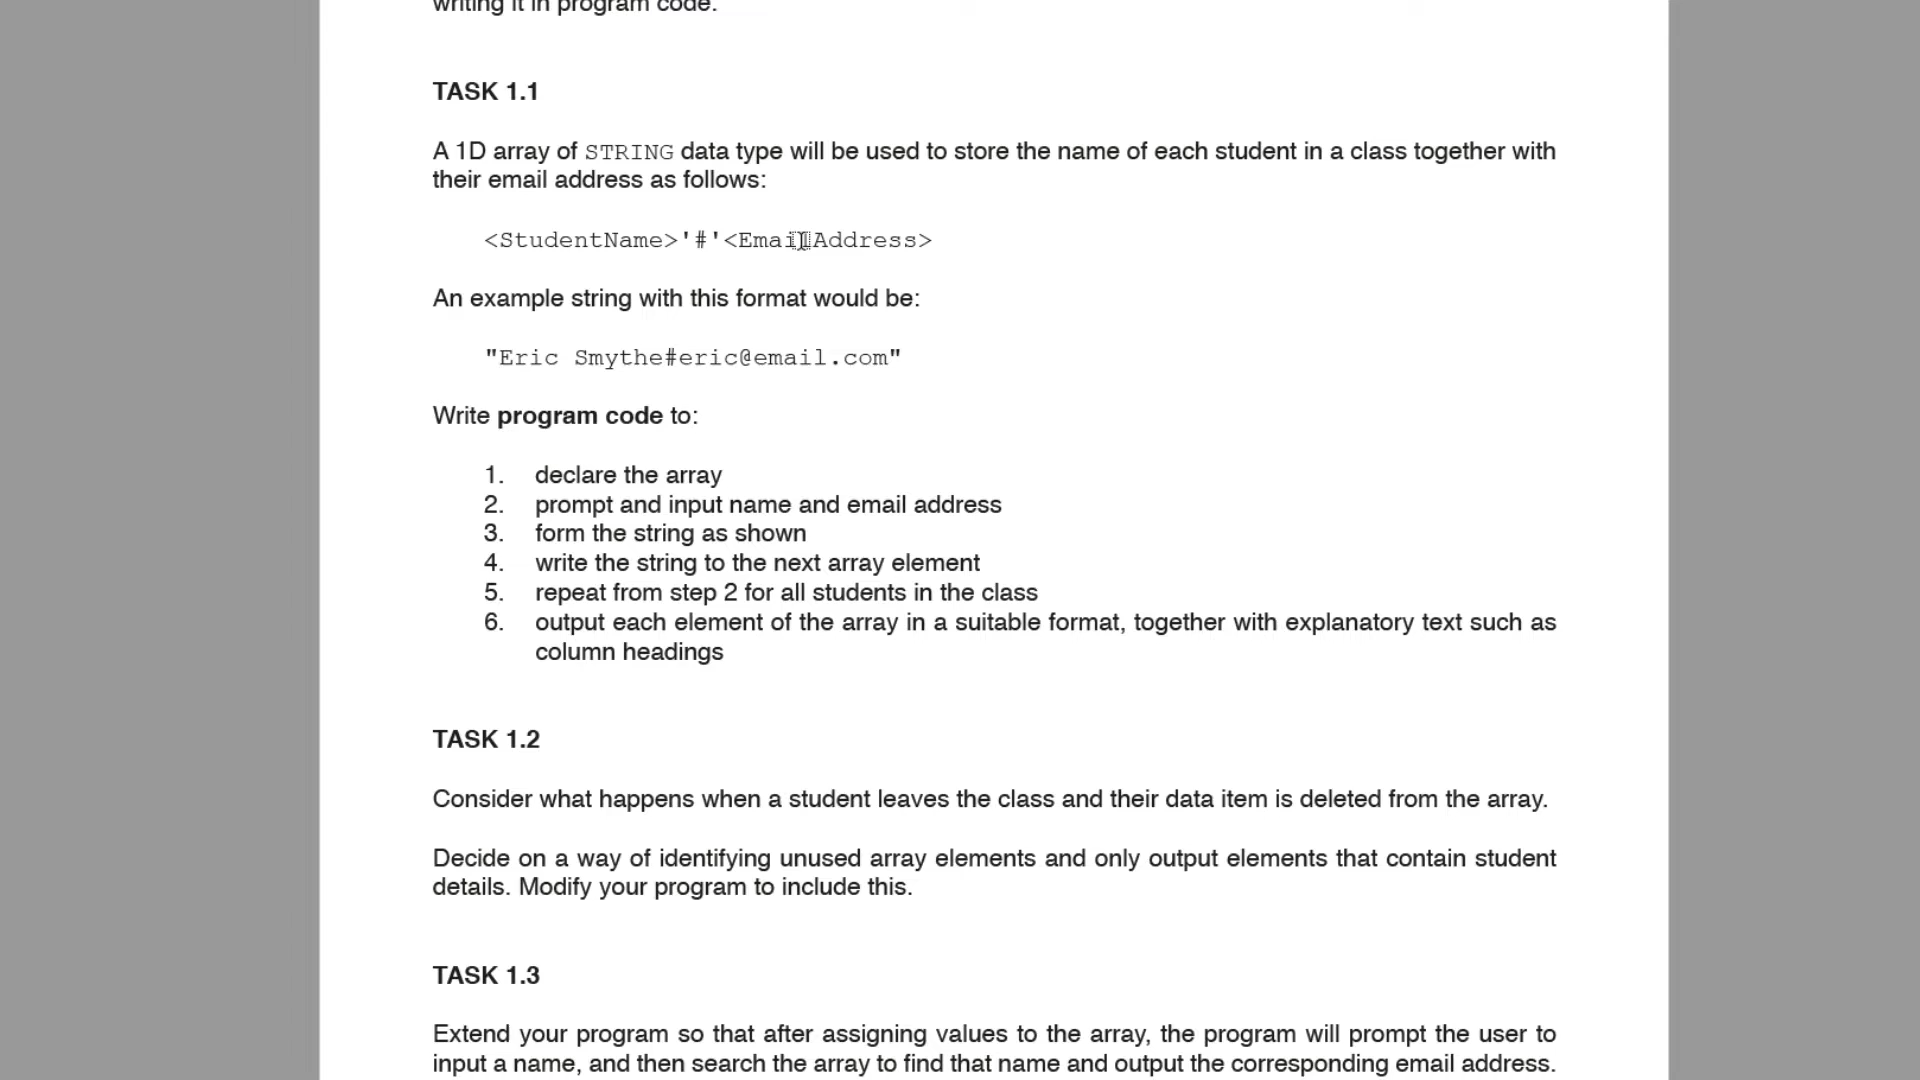 writing it in program code.
TASK 1.1
A 1D array of STRING data type will be used to store the name of each student in a class together with
their email address as follows:
<StudentName>'#'<EmailAddress>
An example string with this format would be:
"Eric Smythe#eric@email.com"
Write program code to:
1. declare the array
2. prompt and input name and email address
3. form the string as shown
4. write the string to the next array element
5. repeat from step 2 for all students in the class
6. output each element of the array in a suitable format, together with explanatory text such as
column headings
TASK 1.2
Consider what happens when a student leaves the class and their data item is deleted from the array.
Decide on a way of identifying unused array elements and only output elements that contain student
details. Modify your program to include this.
TASK 1.3
Extend your program so that after assigning values to the array, the program will prompt the user to
input a name, and then search the array to find that name and output the corresponding email address.